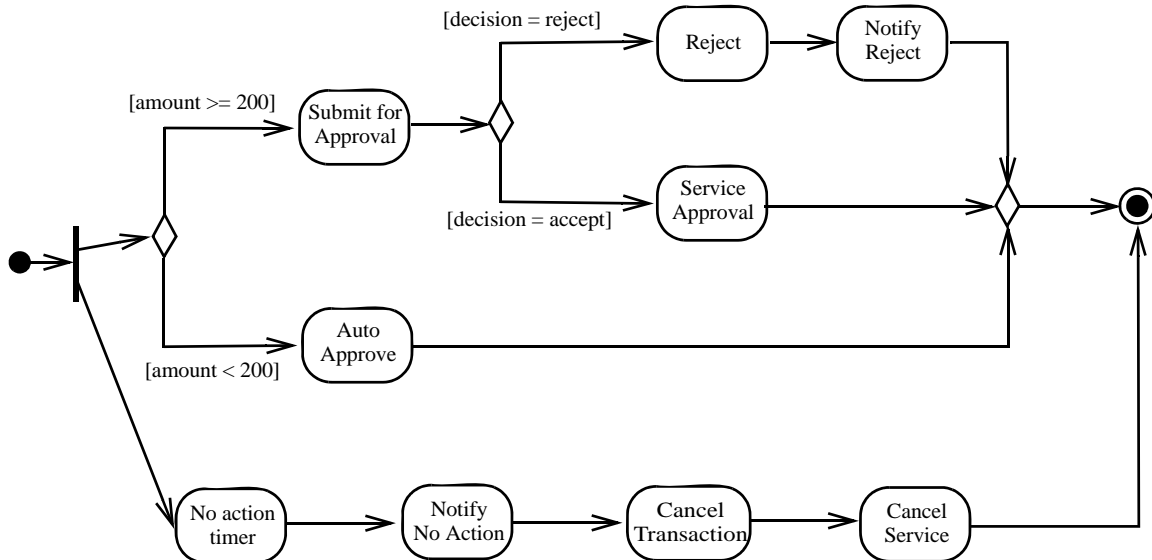 [decision = reject]
Reject
Notify
Reject
[amount >= 200]
Submit for
Approval
[decision = accept]
Service
Approval
Auto
Approve
[amount < 200]
No action
timer
Notify
No Action
Cancel
Transaction
Cancel
Service